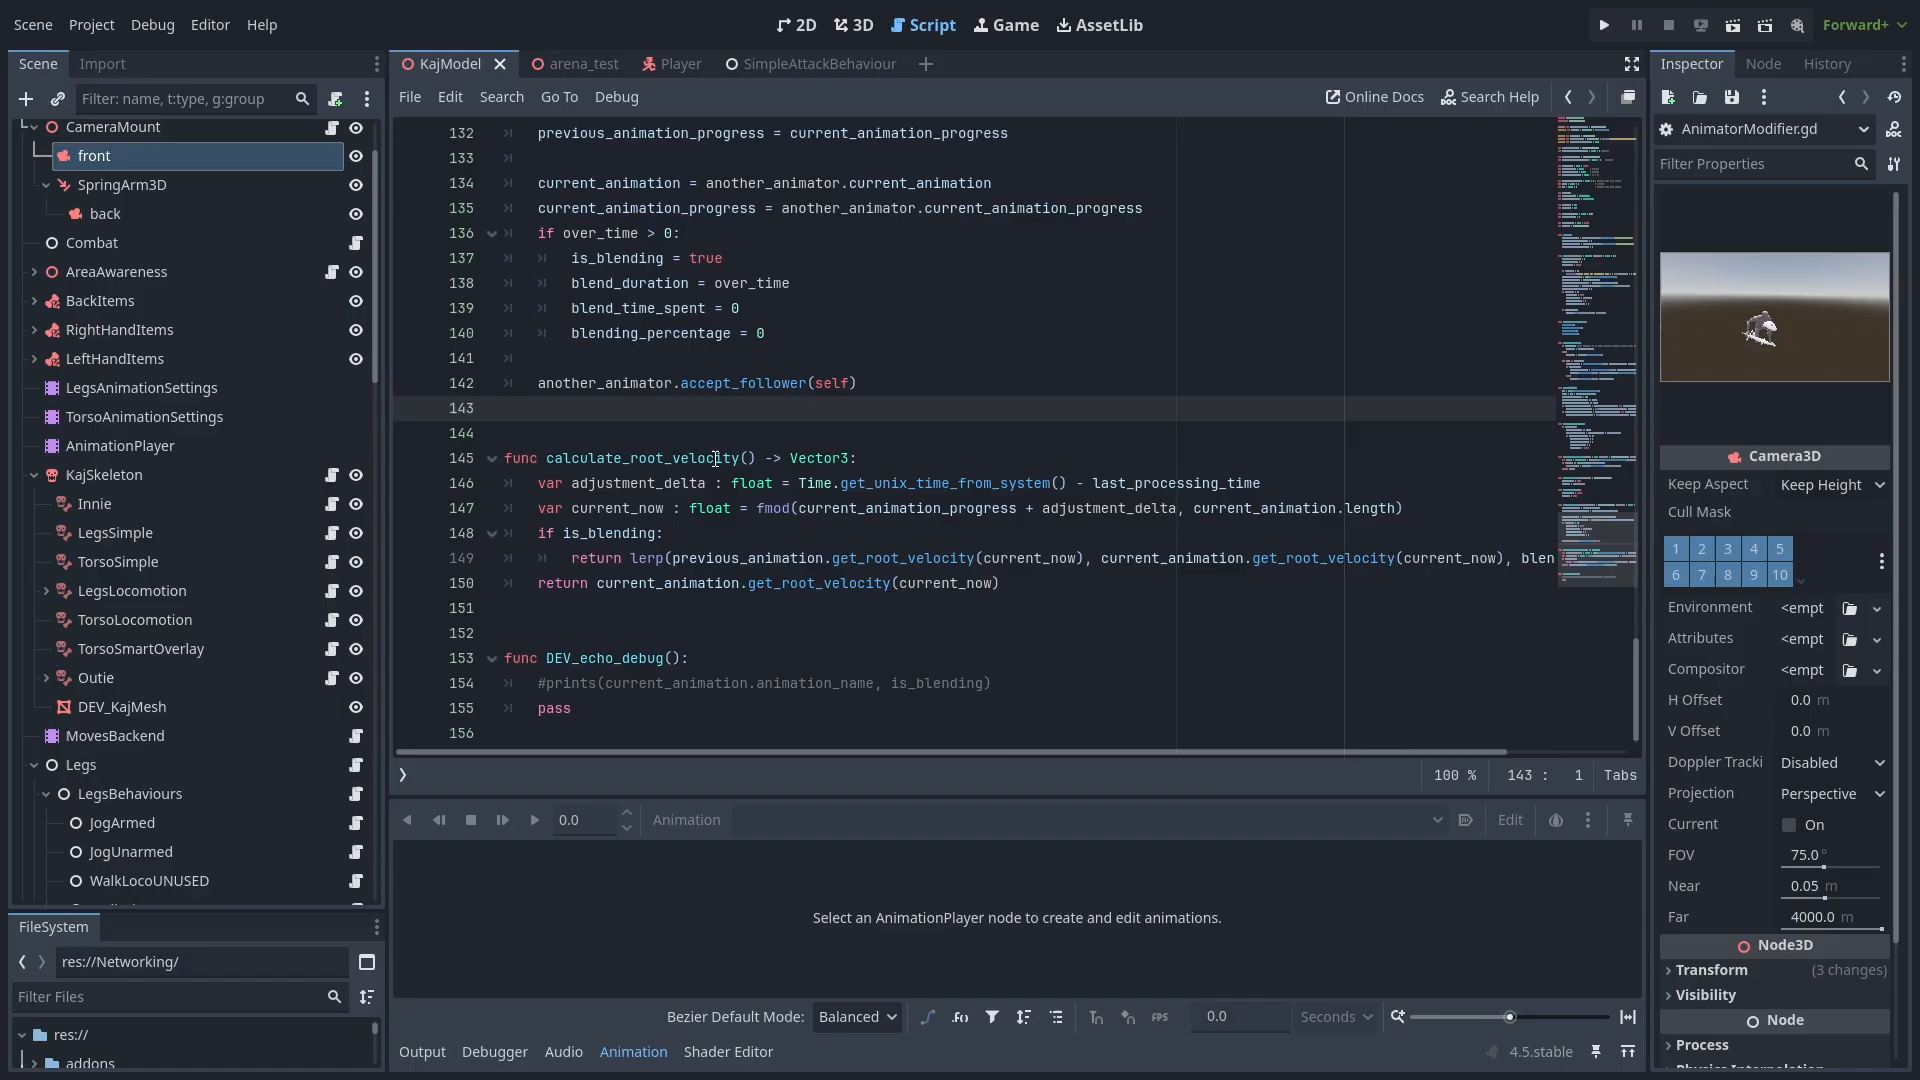 Scene Project Debug Editor Help
2D 3D Script Game AssetLib
Forward+
Scene Import
Filter: name, t:type, g:group
CameraMount
front
SpringArm3D
back
Combat
AreaAwareness
BackItems
RightHandItems
LeftHandItems
LegsAnimationSettings
TorsoAnimationSettings
AnimationPlayer
KajSkeleton
Innie
LegsSimple
TorsoSimple
LegsLocomotion
TorsoLocomotion
TorsoSmartOverlay
Outie
DEV_KajMesh
MovesBackend
Legs
LegsBehaviours
JogArmed
JogUnarmed
WalkLocoUNUSED
FileSystem
res://Networking/
Filter Files
res://
addons
KajModel arena_test Player SimpleAttackBehaviour
File Edit Search Go To Debug Online Docs Search Help
132 previous_animation_progress = current_animation_progress
133
134 current_animation = another_animator.current_animation
135 current_animation_progress = another_animator.current_animation_progress
136 if over_time > 0:
137 is_blending = true
138 blend_duration = over_time
139 blend_time_spent = 0
140 blending_percentage = 0
141
142 another_animator.accept_follower(self)
143
144
145 func calculate_root_velocity() -> Vector3:
146 var adjustment_delta : float = Time.get_unix_time_from_system() - last_processing_time
147 var current_now : float = fmod(current_animation_progress + adjustment_delta, current_animation.length)
148 if is_blending:
149 return lerp(previous_animation.get_root_velocity(current_now), current_animation.get_root_velocity(current_now), blen
150 return current_animation.get_root_velocity(current_now)
151
152
153 func DEV_echo_debug():
154 #prints(current_animation.animation_name, is_blending)
155 pass
156
100 % 143 : 1 Tabs
0.0 Animation Edit
Select an AnimationPlayer node to create and edit animations.
Bezier Default Mode: Balanced FPS 0.0 Seconds
Output Debugger Audio Animation Shader Editor 4.5.stable
Inspector Node History
AnimatorModifier.gd
Filter Properties
Camera3D
Keep Aspect Keep Height
Cull Mask
1 2 3 4 5
6 7 8 9 10
Environment <empt
Attributes <empt
Compositor <empt
H Offset 0.0 m
V Offset 0.0 m
Doppler Tracki Disabled
Projection Perspective
Current On
FOV 75.0 °
Near 0.05 m
Far 4000.0 m
Node3D
Transform (3 changes)
Visibility
Node
Process